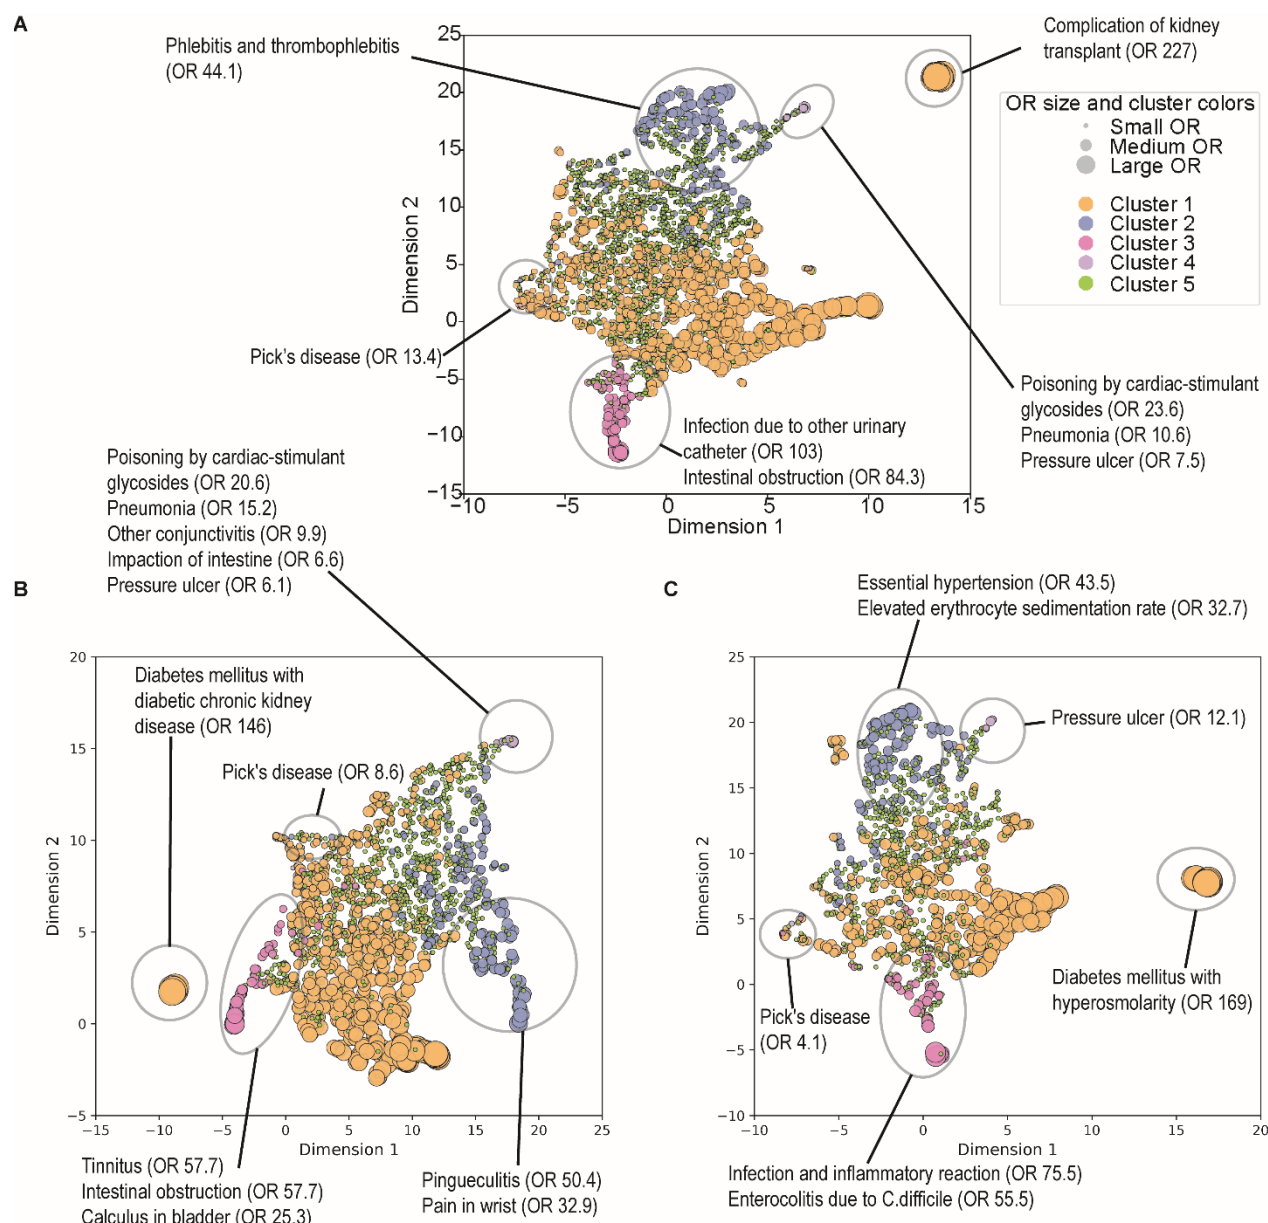 A
Phlebitis and thrombophlebitis
(OR 44.1)
Complication of kidney
transplant (OR 227)
OR size and cluster colors
Small OR
Medium OR
Large OR
Cluster 1
Cluster 2
Cluster 3
Cluster 4
Cluster 5
25
20
15
10
5
0
−5
−10
−15
Dimension 2
−10
−5
0
5
10
15
Dimension 1
Pick's disease (OR 13.4)
Infection due to other urinary
catheter (OR 103)
Intestinal obstruction (OR 84.3)
Poisoning by cardiac-stimulant
glycosides (OR 23.6)
Pneumonia (OR 10.6)
Pressure ulcer (OR 7.5)
Poisoning by cardiac-stimulant
glycosides (OR 20.6)
Pneumonia (OR 15.2)
Other conjunctivitis (OR 9.9)
Impaction of intestine (OR 6.6)
Pressure ulcer (OR 6.1)
B
Diabetes mellitus with
diabetic chronic kidney
disease (OR 146)
Pick's disease (OR 8.6)
20
15
10
5
0
−5
Dimension 2
−15
−10
−5
0
5
10
15
20
25
Dimension 1
Tinnitus (OR 57.7)
Intestinal obstruction (OR 57.7)
Calculus in bladder (OR 25.3)
Pingueculitis (OR 50.4)
Pain in wrist (OR 32.9)
C
Essential hypertension (OR 43.5)
Elevated erythrocyte sedimentation rate (OR 32.7)
Pressure ulcer (OR 12.1)
25
20
15
10
5
0
−5
−10
Dimension 2
Pick's disease
(OR 4.1)
Diabetes mellitus with
hyperosmolarity (OR 169)
−10
−5
0
5
10
15
20
Dimension 1
Infection and inflammatory reaction (OR 75.5)
Enterocolitis due to C.difficile (OR 55.5)